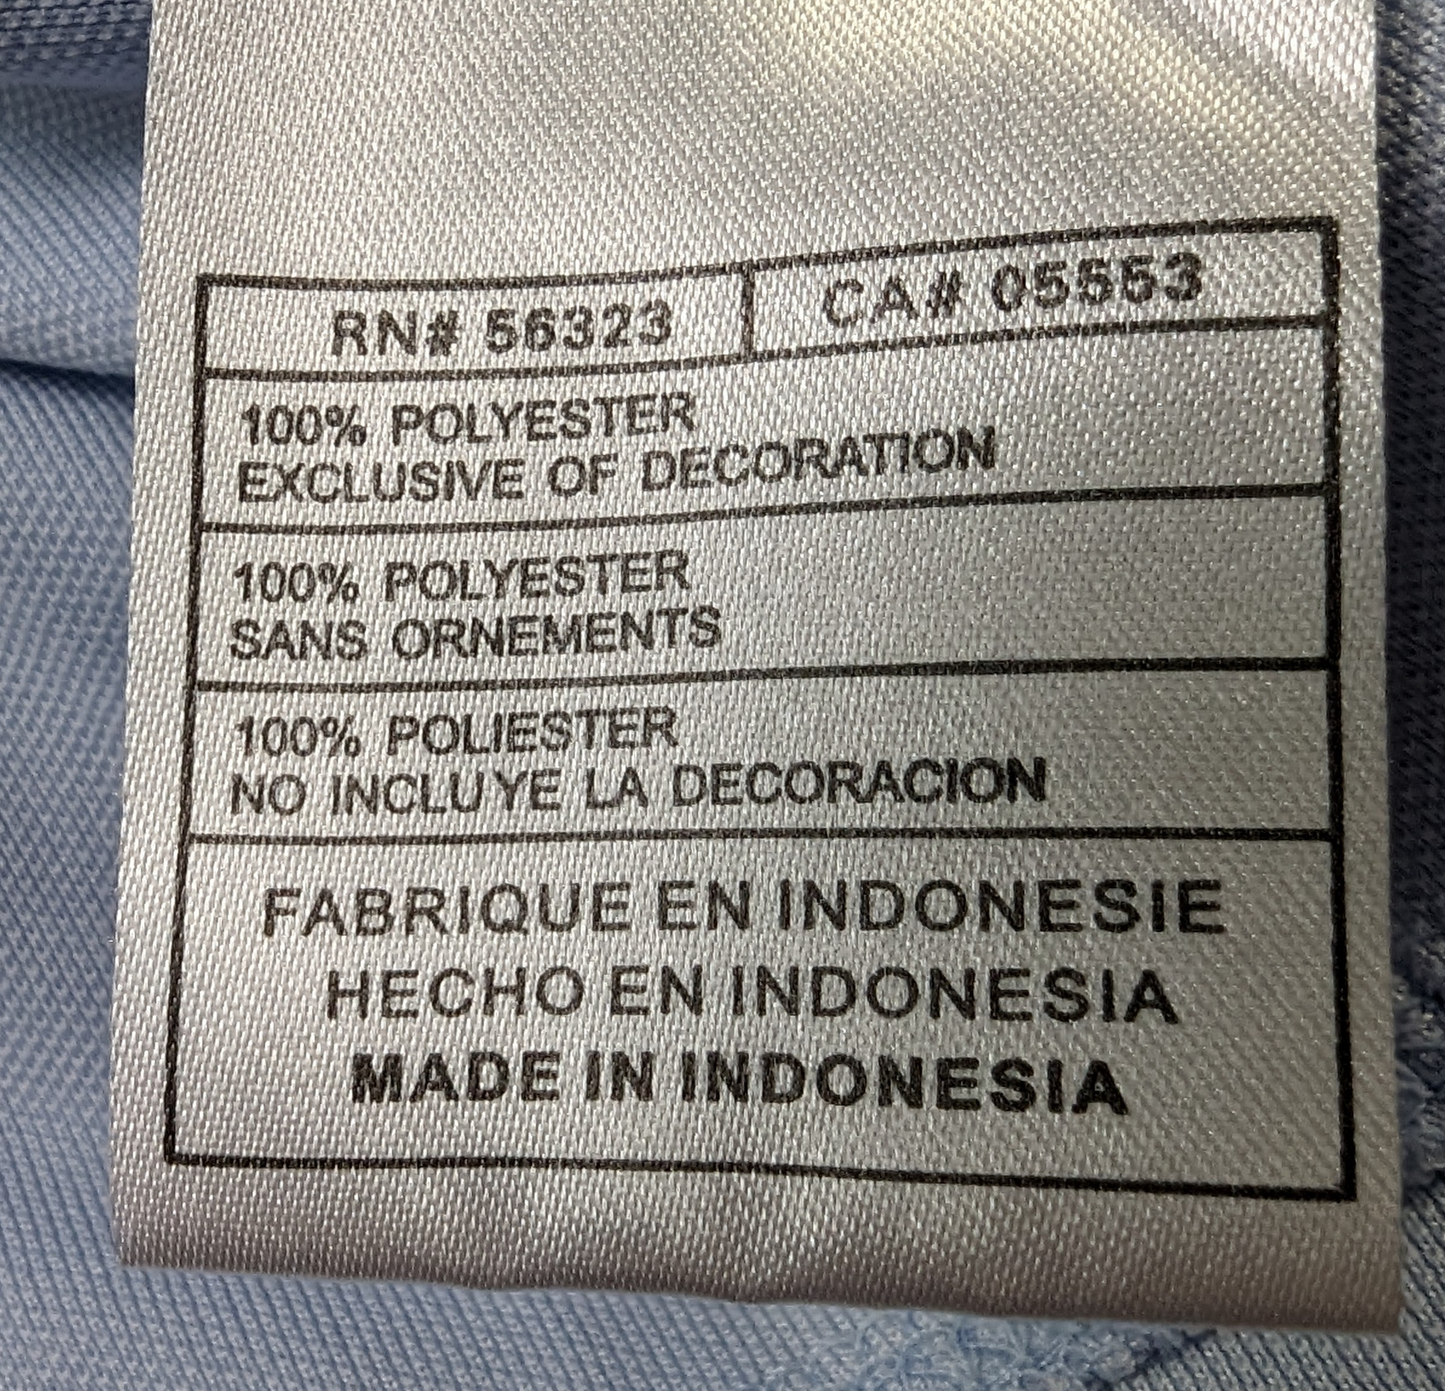 RN# 56323 CA# 05553
100% POLYESTER
EXCLUSIVE OF DECORATION
100% POLYESTER
SANS ORNEMENTS
100% POLIESTER
NO INCLUYE LA DECORACION
FABRIQUE EN INDONESIE
HECHO EN INDONESIA
MADE IN INDONESIA